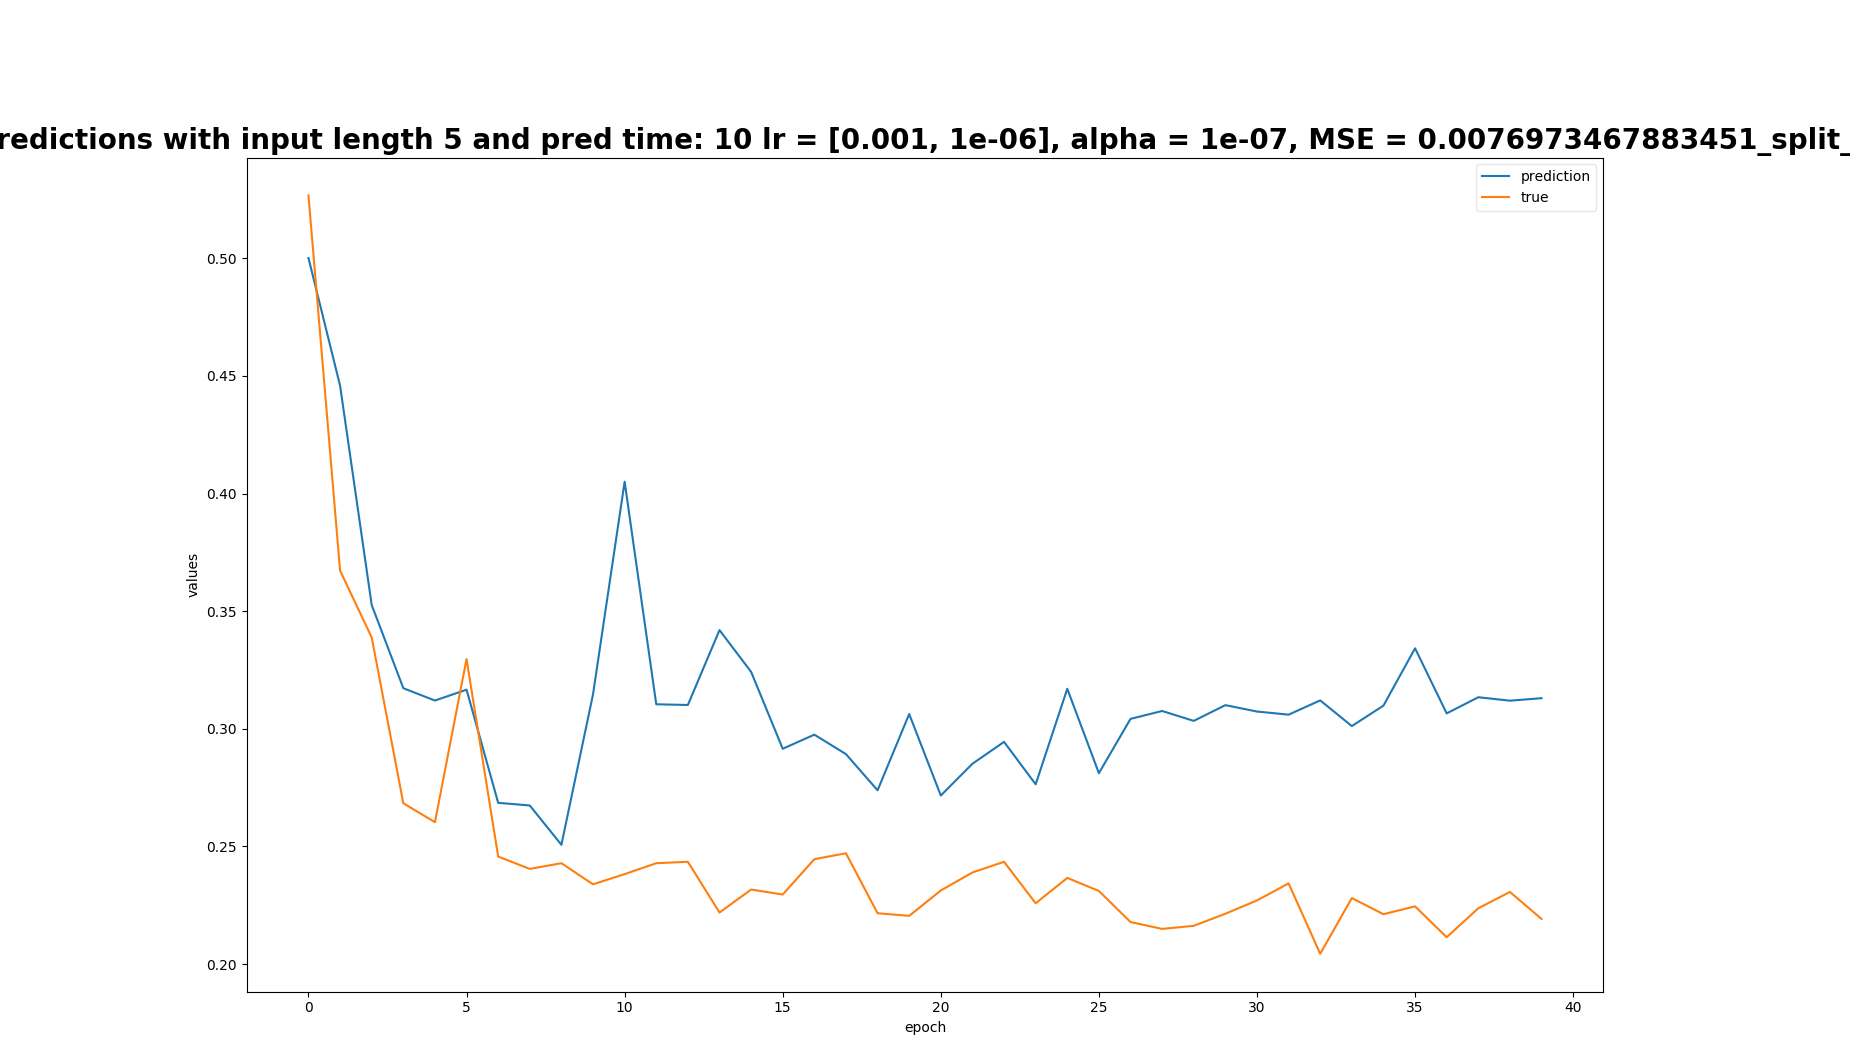 redictions with input length 5 and pred time: 10 lr = [0.001, 1e-06], alpha = 1e-07, MSE = 0.0076973467883451_split_
prediction
true
0.50
0.45
0.40
0.35
0.30
0.25
0.20
values
0 5 10 15 20 25 30 35 40
epoch